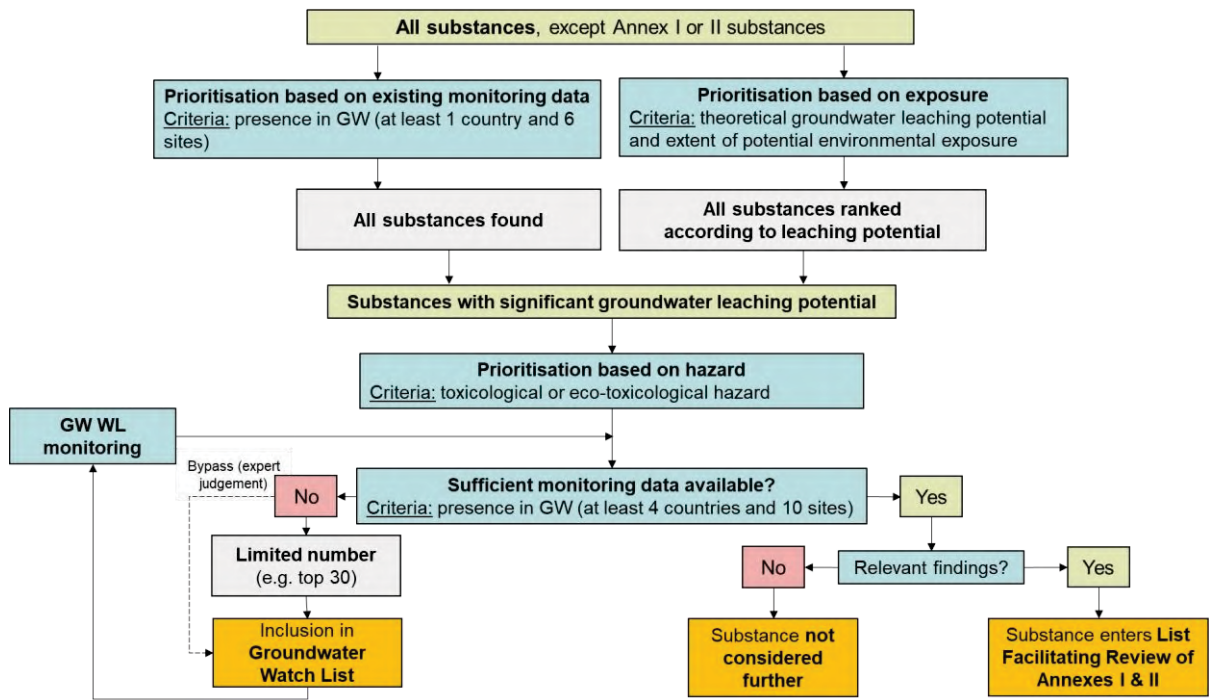 All substances, except Annex I or II substances
Prioritisation based on existing monitoring data
Criteria: presence in GW (at least 1 country and 6
sites)
Prioritisation based on exposure
Criteria: theoretical groundwater leaching potential
and extent of potential environmental exposure
All substances found
All substances ranked
according to leaching potential
Substances with significant groundwater leaching potential
Prioritisation based on hazard
Criteria: toxicological or eco-toxicological hazard
GW WL
monitoring
Bypass (expert
judgement)
No
Sufficient monitoring data available?
Criteria: presence in GW (at least 4 countries and 10 sites)
Yes
Limited number
(e.g. top 30)
No
Relevant findings?
Yes
Inclusion in
Groundwater
Watch List
Substance not
considered
further
Substance enters List
Facilitating Review of
Annexes I & II